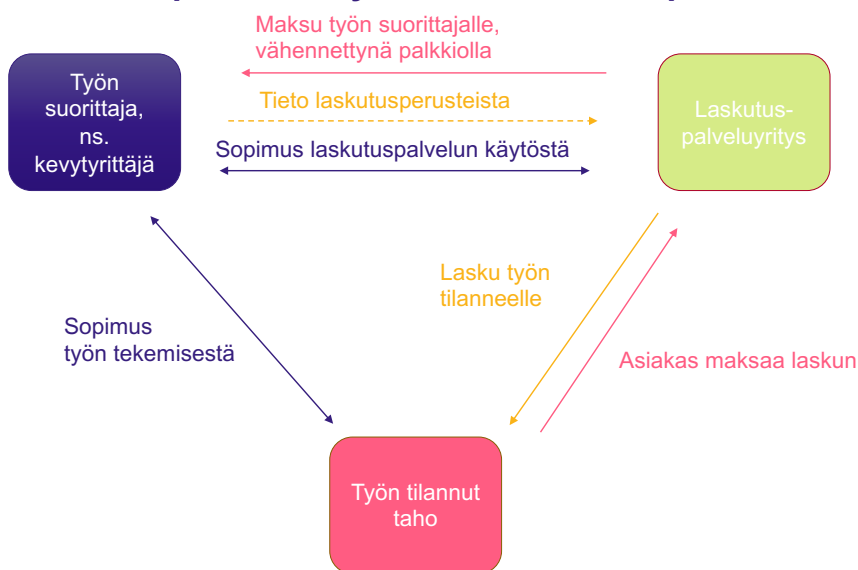 Maksu työn suorittajalle,
vähennettynä palkkiolla
Työn
suorittaja,
ns.
kevytyrittäjä
Tieto laskutusperusteista
Laskutus-
palveluyritys
Sopimus laskutuspalvelun käytöstä
Lasku työn
tilanneelle
Sopimus
työn tekemisestä
Asiakas maksaa laskun
Työn tilannut
taho